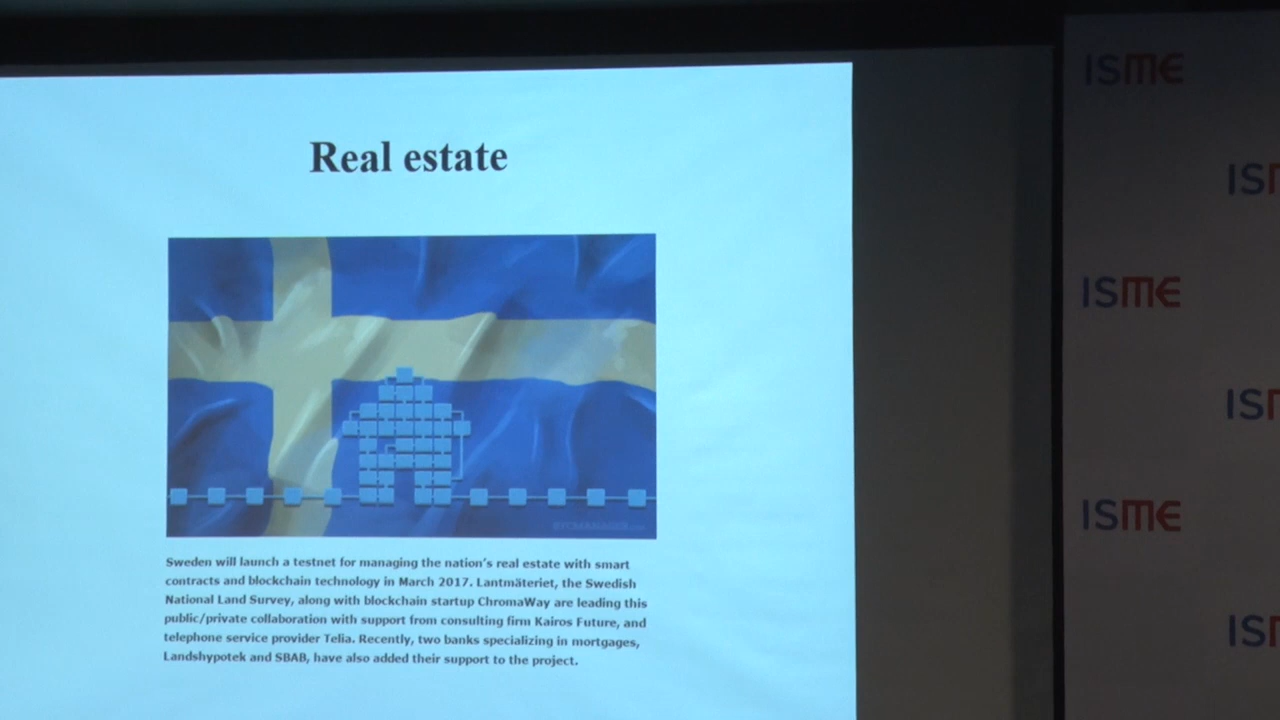 Real estate
Sweden will launch a testnet for managing the nation's real estate with smart
contracts and blockchain technology in March 2017. Lantmäteriet, the Swedish
National Land Survey, along with blockchain startup ChromaWay are leading this
public/private collaboration with support from consulting firm Kairos Future, and
telephone service provider Telia. Recently, two banks specializing in mortgages,
Landshypotek and SBAB, have also added their support to the project.
ISME
ISME
ISME